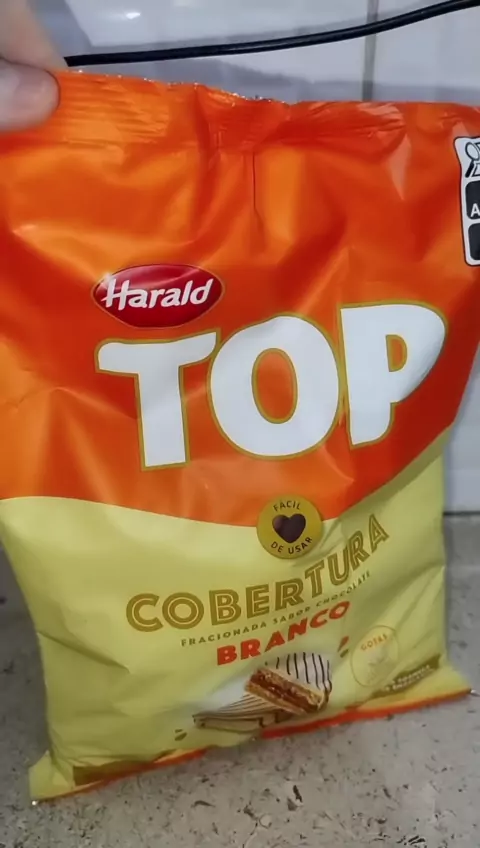 Harald
TOP
FÁCIL
DE USAR
COBERTURA
FRACIONADA SABOR CHOCOLATE
BRANCO
GOTAS